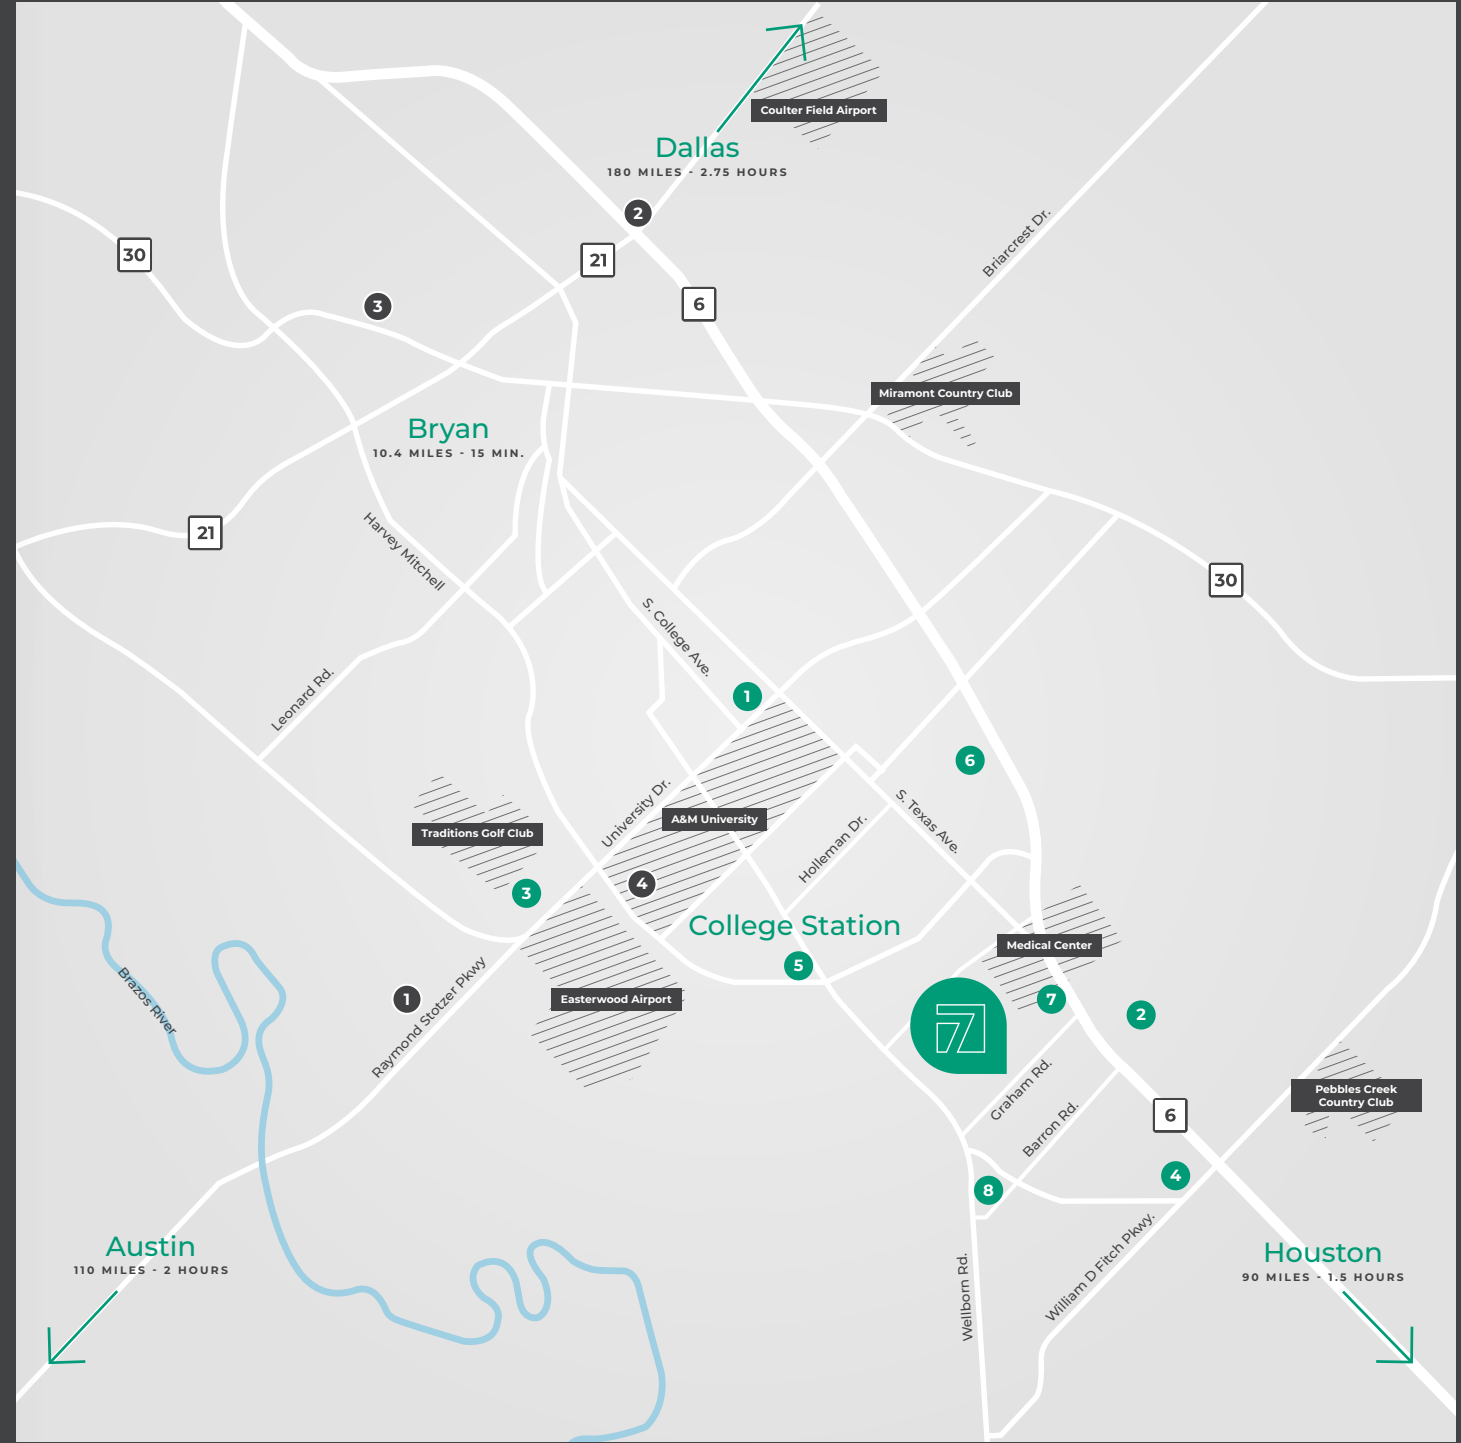 Coulter Field Airport
Dallas
180 MILES - 2.75 HOURS
2
30
21
6
3
Briarcrest Dr.
Miramont Country Club
Bryan
10.4 MILES - 15 MIN.
21
Harvey Mitchell
30
S. College Ave.
Leonard Rd.
1
6
University Dr.
A&M University
Traditions Golf Club
Holleman Dr.
S. Texas Ave.
3
4
College Station
Medical Center
5
Brazos River
1
Raymond Stotzer Pkwy
Easterwood Airport
7
2
Graham Rd.
Barron Rd.
6
Pebbles Creek
Country Club
4
8
William D Fitch Pkwy.
Wellborn Rd.
Austin
110 MILES - 2 HOURS
Houston
90 MILES - 1.5 HOURS